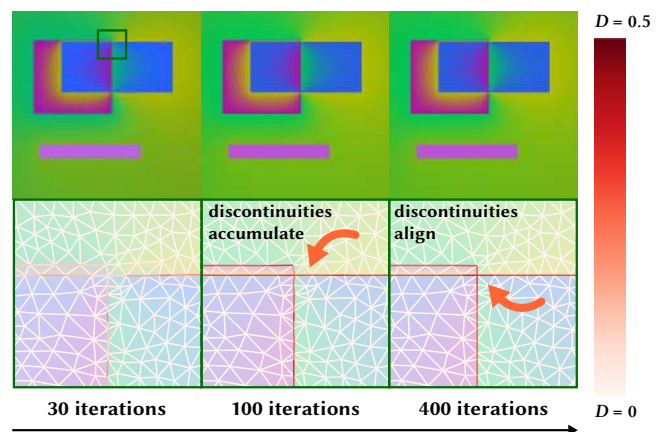 D = 0.5
discontinuities
accumulate
discontinuities
align
30 iterations
100 iterations
400 iterations
D = 0